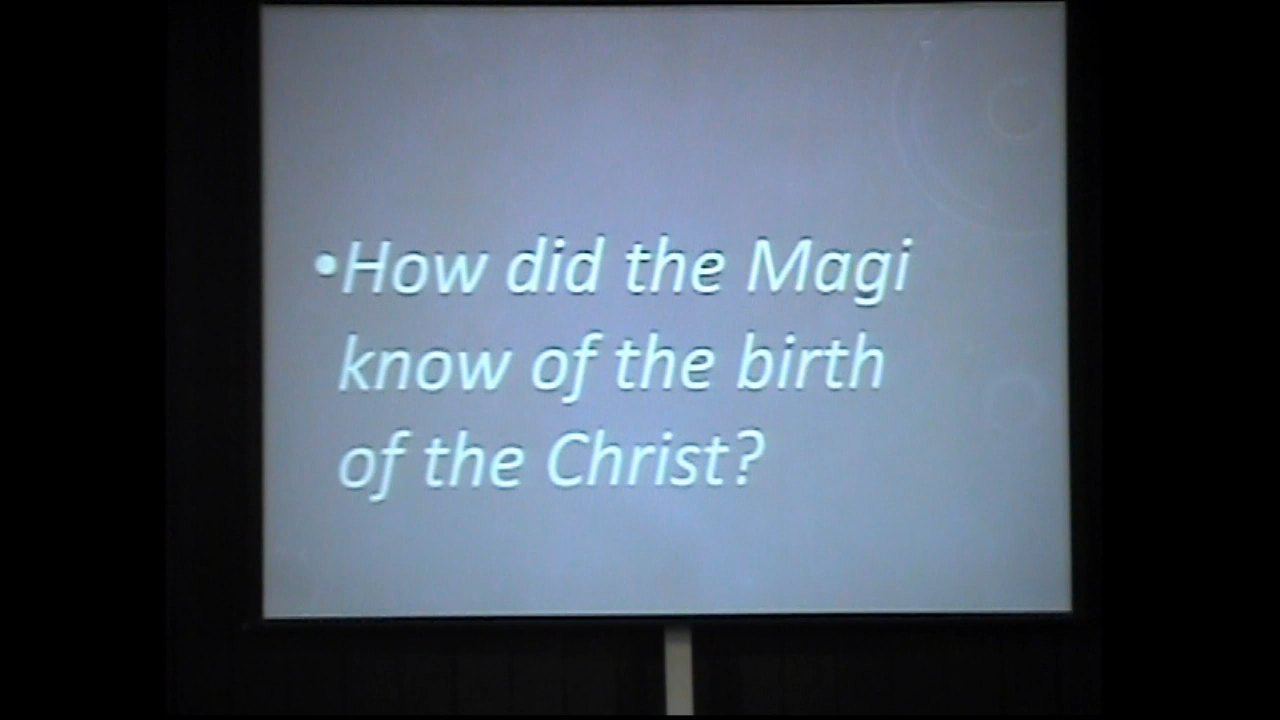 •How did the Magi
know of the birth
of the Christ?